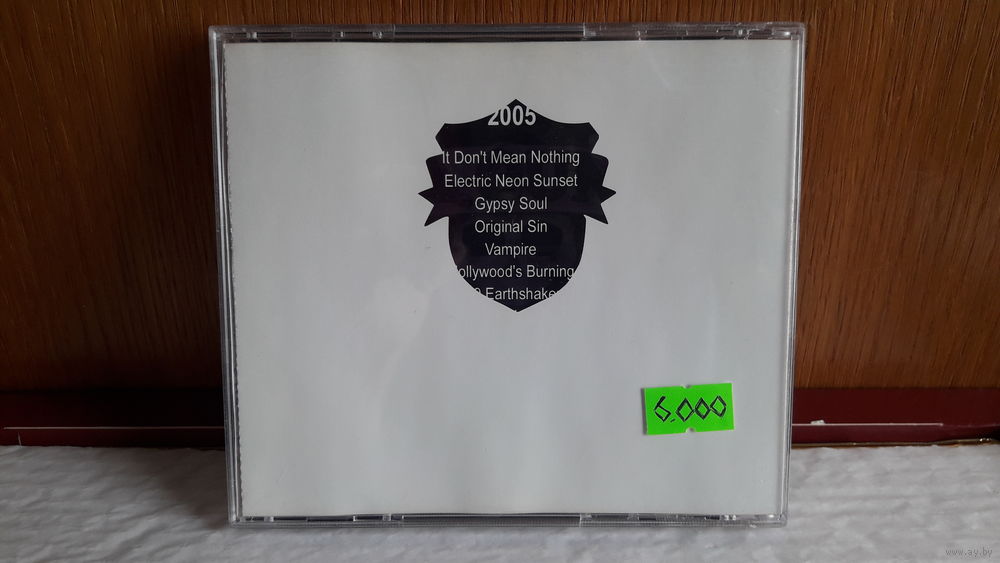 2005
It Don't Mean Nothing
Electric Neon Sunset
Gypsy Soul
Original Sin
Vampire
ollywood's Burning
Earthshake
6.000
www.ay.by